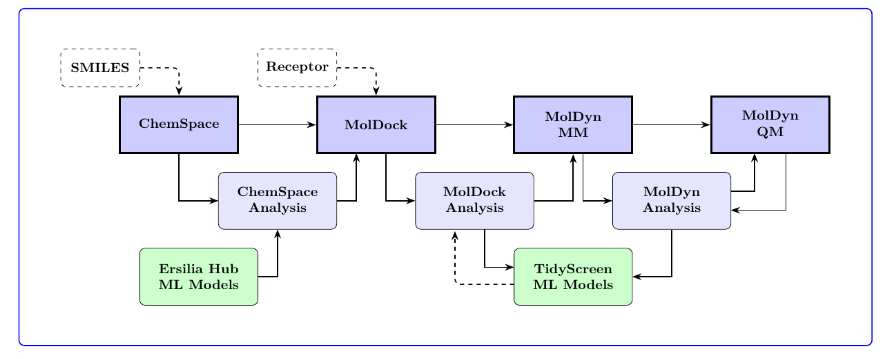 SMILES
Receptor
ChemSpace
MolDock
MolDyn
MM
MolDyn
QM
ChemSpace
Analysis
MolDock
Analysis
MolDyn
Analysis
Ersilia Hub
ML Models
TidyScreen
ML Models